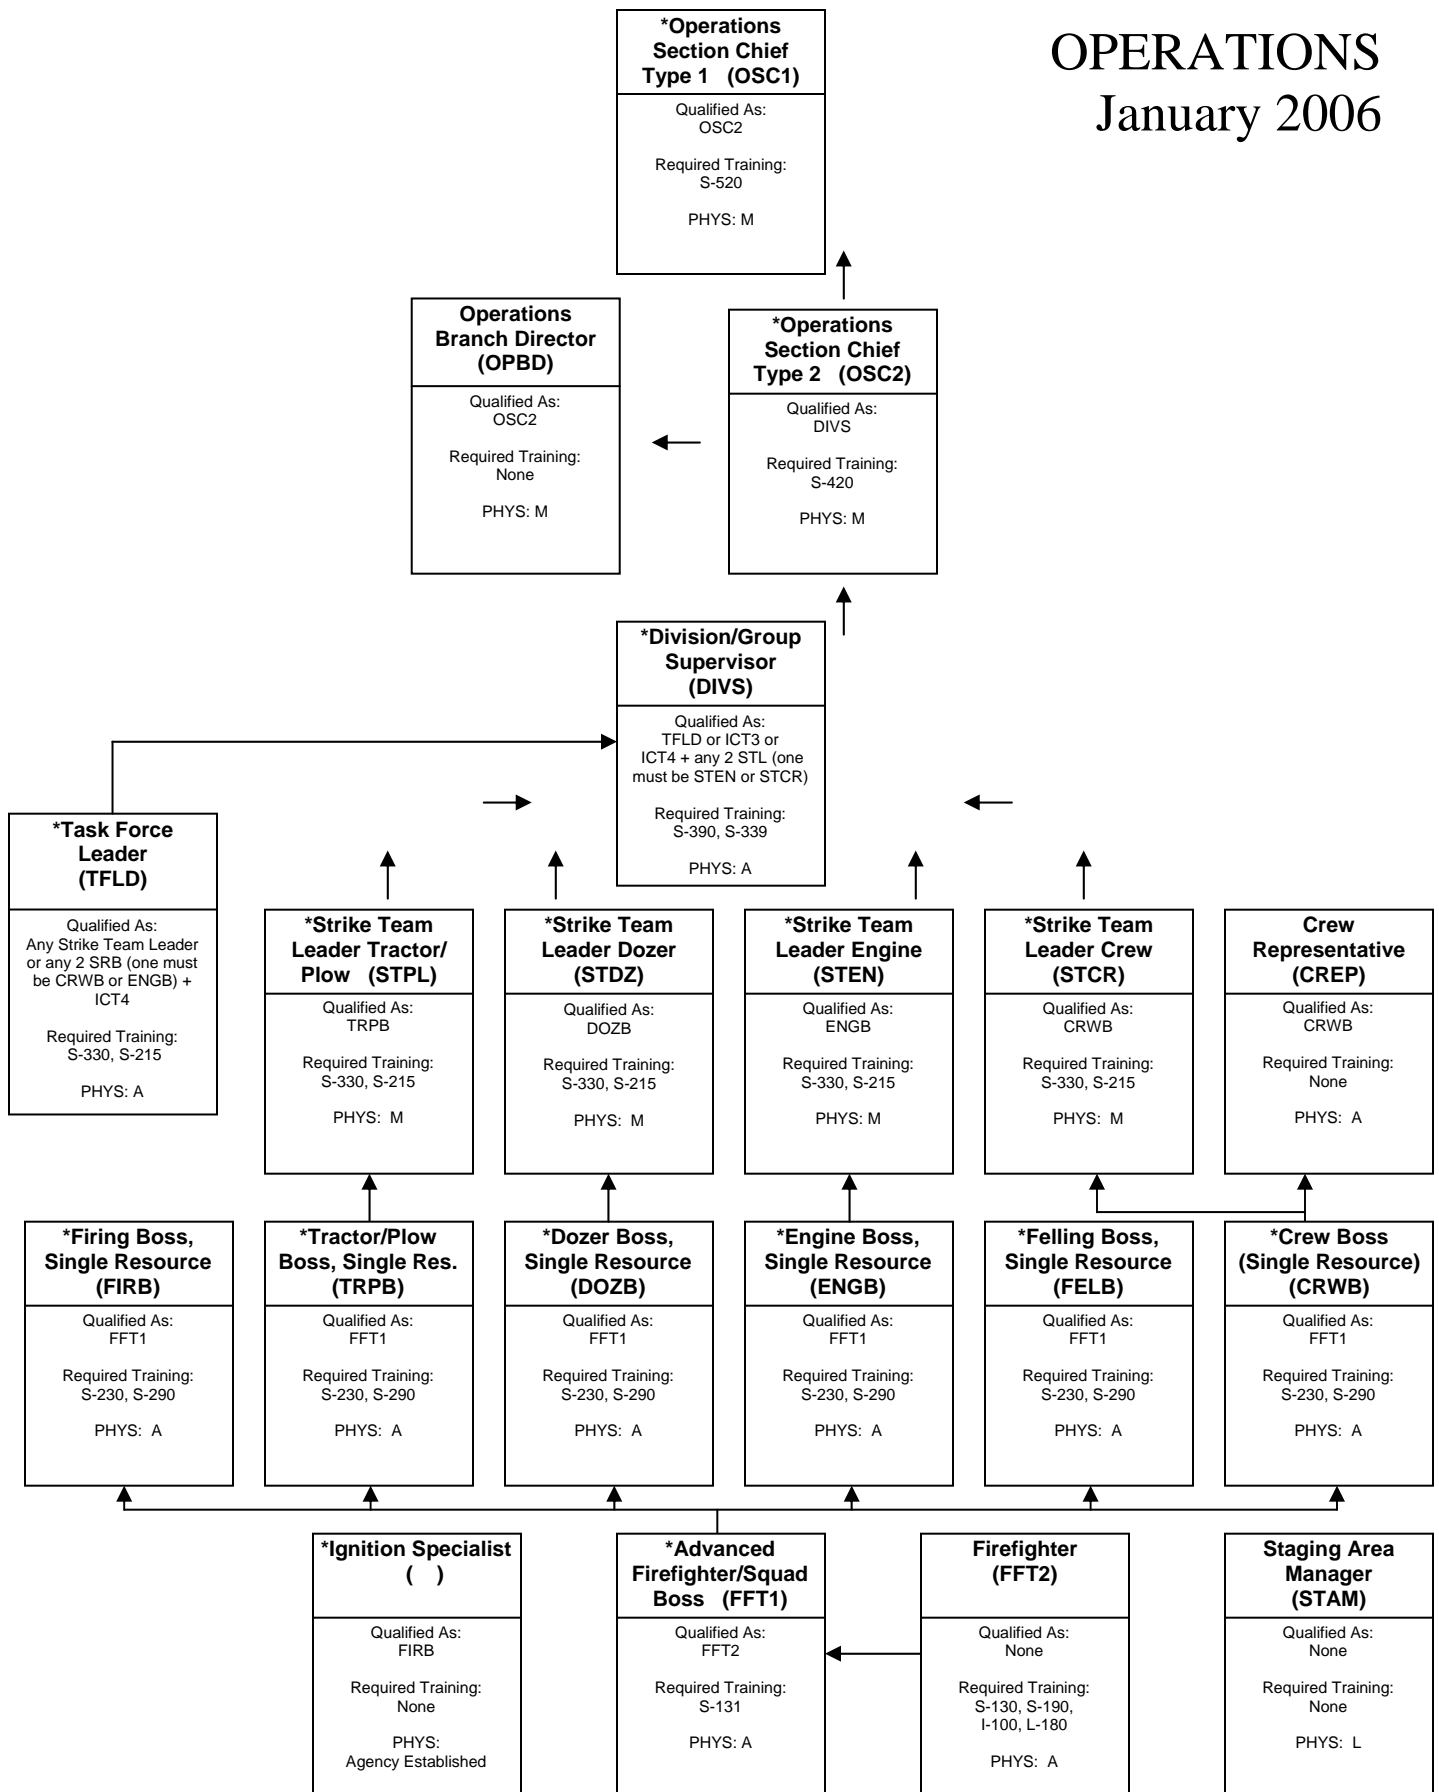 OPERATIONS
January 2006
*Operations
Section Chief
Type 1 (OSC1)
Qualified As:
OSC2
Required Training:
S-520
PHYS: M
Operations
Branch Director
(OPBD)
Qualified As:
OSC2
Required Training:
None
PHYS: M
*Operations
Section Chief
Type 2 (OSC2)
Qualified As:
DIVS
Required Training:
S-420
PHYS: M
*Division/Group
Supervisor
(DIVS)
Qualified As:
TFLD or ICT3 or
ICT4 + any 2 STL (one
must be STEN or STCR)
Required Training:
S-390, S-339
PHYS: A
*Task Force
Leader
(TFLD)
Qualified As:
Any Strike Team Leader
or any 2 SRB (one must
be CRWB or ENGB) +
ICT4
Required Training:
S-330, S-215
PHYS: A
*Strike Team
Leader Tractor/
Plow (STPL)
Qualified As:
TRPB
Required Training:
S-330, S-215
PHYS: M
*Strike Team
Leader Dozer
(STDZ)
Qualified As:
DOZB
Required Training:
S-330, S-215
PHYS: M
*Strike Team
Leader Engine
(STEN)
Qualified As:
ENGB
Required Training:
S-330, S-215
PHYS: M
*Strike Team
Leader Crew
(STCR)
Qualified As:
CRWB
Required Training:
S-330, S-215
PHYS: M
Crew
Representative
(CREP)
Qualified As:
CRWB
Required Training:
None
PHYS: A
*Firing Boss,
Single Resource
(FIRB)
Qualified As:
FFT1
Required Training:
S-230, S-290
PHYS: A
*Tractor/Plow
Boss, Single Res.
(TRPB)
Qualified As:
FFT1
Required Training:
S-230, S-290
PHYS: A
*Dozer Boss,
Single Resource
(DOZB)
Qualified As:
FFT1
Required Training:
S-230, S-290
PHYS: A
*Engine Boss,
Single Resource
(ENGB)
Qualified As:
FFT1
Required Training:
S-230, S-290
PHYS: A
*Felling Boss,
Single Resource
(FELB)
Qualified As:
FFT1
Required Training:
S-230, S-290
PHYS: A
*Crew Boss
(Single Resource)
(CRWB)
Qualified As:
FFT1
Required Training:
S-230, S-290
PHYS: A
*Ignition Specialist
( )
Qualified As:
FIRB
Required Training:
None
PHYS:
Agency Established
*Advanced
Firefighter/Squad
Boss (FFT1)
Qualified As:
FFT2
Required Training:
S-131
PHYS: A
Firefighter
(FFT2)
Qualified As:
None
Required Training:
S-130, S-190,
I-100, L-180
PHYS: A
Staging Area
Manager
(STAM)
Qualified As:
None
Required Training:
None
PHYS: L